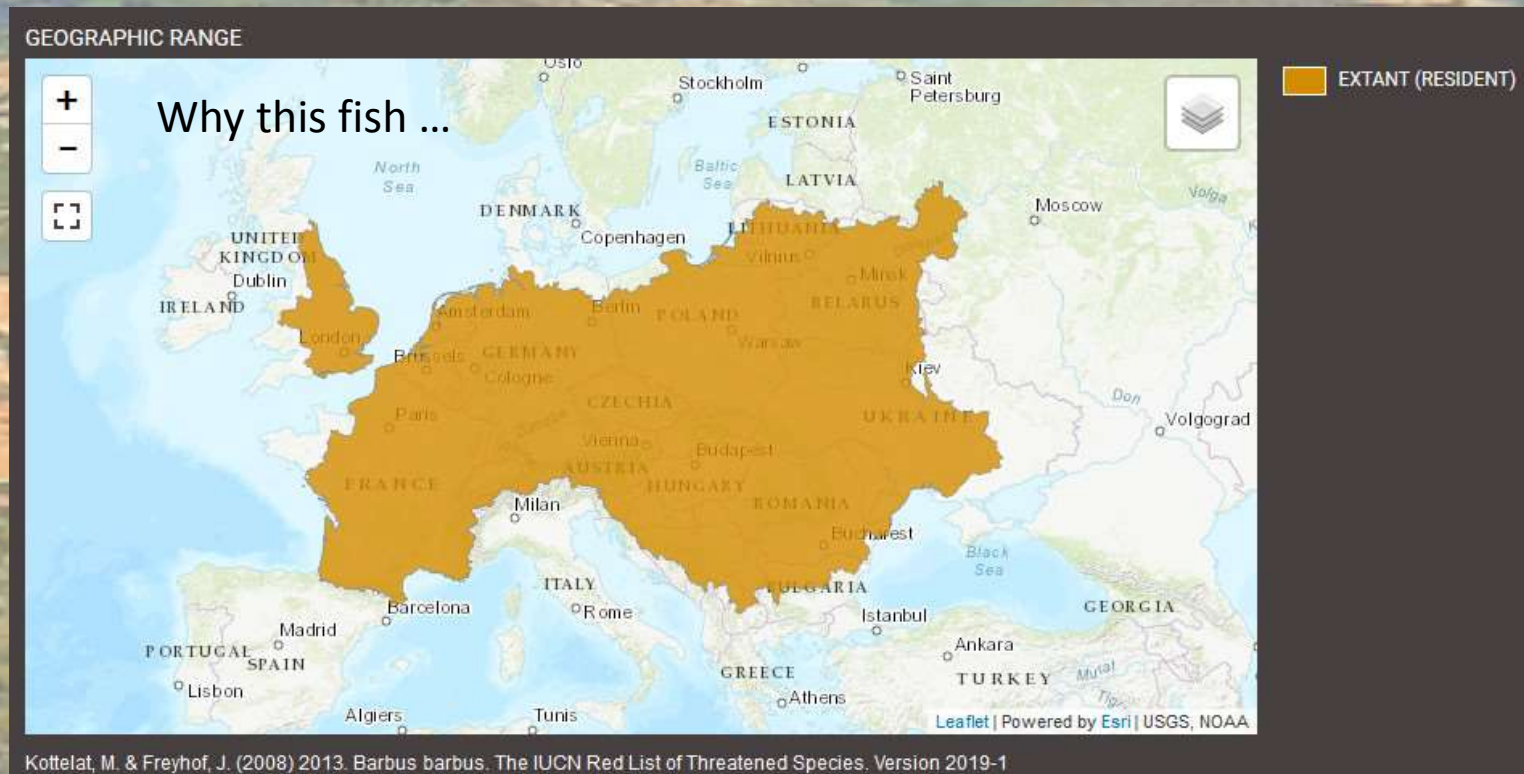 GEOGRAPHIC RANGE
EXTANT (RESIDENT)
+
−
Why this fish ...
Oslo
Stockholm
Saint
Petersburg
ESTONIA
North
Sea
Baltic
Sea
LATVIA
Moscow
Volga
DENMARK
Copenhagen
LITHUANIA
Vilnius
Minsk
BELARUS
UNITED
KINGDOM
Dublin
IRELAND
London
Amsterdam
Berlin
POLAND
Warsaw
Brussels
GERMANY
Cologne
Kiev
Don
Volgograd
Paris
CZECHIA
UKRAINE
Vienna
Budapest
AUSTRIA
HUNGARY
FRANCE
ROMANIA
Milan
Bucharest
Black
Sea
ITALY
BULGARIA
GEORGIA
Barcelona
Rome
Istanbul
Madrid
Ankara
PORTUGAL
SPAIN
GREECE
TURKEY
Murat
Lisbon
Athens
Algiers
Tunis
Leaflet | Powered by Esri | USGS, NOAA
Kottelat, M. & Freyhof, J. (2008) 2013. Barbus barbus. The IUCN Red List of Threatened Species. Version 2019-1